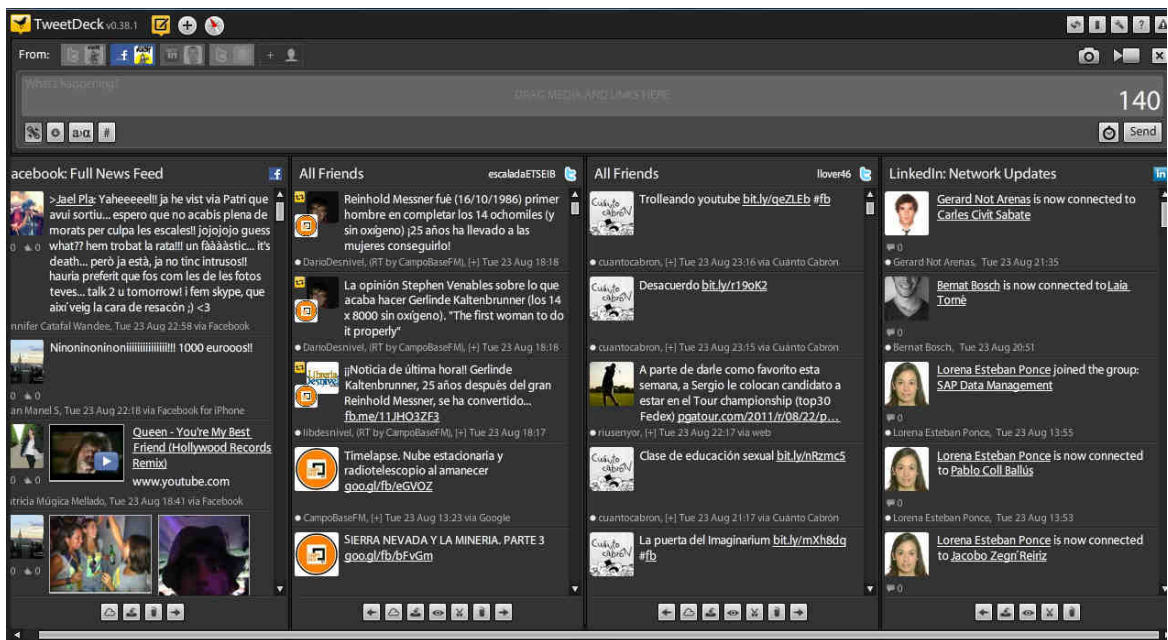 TweetDeck v0.38.1
From:
What's happening?
DRAG MEDIA AND LINKS HERE
140
Send
acebook: Full News Feed
>Jael Pla: Yaheeeeel!! ja he vist via Patri que
avui sortiu... espero que no acabis plena de
morats per culpa les escales!! jojojojo guess
what?? hem trobat la rata!!! un fààààstic... it's
death... però ja està, ja no tinc intrusos!!
hauria preferit que fos com les de les fotos
teves... talk 2 u tomorrow! i fem skype, que
així veig la cara de resacón ;) <3
nnifer Catafal Wandee, Tue 23 Aug 22:58 via Facebook
Ninoninoninoniiiiiiiiiiiiiiii!!! 1000 eurooos!!
an Manel S, Tue 23 Aug 22:18 via Facebook for iPhone
Queen - You're My Best
Friend (Hollywood Records
Remix)
www.youtube.com
tricia Múgica Mellado, Tue 23 Aug 18:41 via Facebook
All Friends
escaladaETSEIB
Reinhold Messner fuè (16/10/1986) primer
hombre en completar los 14 ochomiles (y
sin oxígeno) ¡25 años ha llevado a las
mujeres conseguirlo!
DarioDesnivel, (RT by CampoBaseFM), [+] Tue 23 Aug 18:18
La opinión Stephen Venables sobre lo que
acaba hacer Gerlinde Kaltenbrunner (los 14
x 8000 sin oxígeno). "The first woman to do
it properly"
DarioDesnivel, (RT by CampoBaseFM), [+] Tue 23 Aug 18:18
¡¡Noticia de última hora!! Gerlinde
Kaltenbrunner, 25 años después del gran
Reinhold Messner, se ha convertido...
fb.me/11JHO3ZF3
libdesnivel, (RT by CampoBaseFM), [+] Tue 23 Aug 18:17
Timelapse. Nube estacionaria y
radiotelescopio al amanecer
goo.gl/fb/eGVOZ
CampoBaseFM, [+] Tue 23 Aug 13:23 via Google
SIERRA NEVADA Y LA MINERIA. PARTE 3
goo.gl/fb/bFvGm
All Friends
llover46
Trolleando youtube bit.ly/qeZLEb #fb
cuantocabron, [+] Tue 23 Aug 23:16 via Cuánto Cabrón
Desacuerdo bit.ly/r19oK2
cuantocabron, [+] Tue 23 Aug 23:15 via Cuánto Cabrón
A parte de darle como favorito esta
semana, a Sergio le colocan candidato a
estar en el Tour championship (top30
Fedex) pgatour.com/2011/r/08/22/p...
riusenyor, [+] Tue 23 Aug 22:17 via web
Clase de educación sexual bit.ly/nRzmc5
cuantocabron, [+] Tue 23 Aug 21:17 via Cuánto Cabrón
La puerta del Imaginarium bit.ly/mXh8dq
#fb
LinkedIn: Network Updates
Gerard Not Arenas is now connected to
Carles Civit Sabate
0
Gerard Not Arenas, Tue 23 Aug 21:35
Bernat Bosch is now connected to Laia
Tomè
0
Bernat Bosch, Tue 23 Aug 20:51
Lorena Esteban Ponce joined the group:
SAP Data Management
0
Lorena Esteban Ponce, Tue 23 Aug 13:55
Lorena Esteban Ponce is now connected
to Pablo Coll Ballús
0
Lorena Esteban Ponce, Tue 23 Aug 13:53
Lorena Esteban Ponce is now connected
to Jacobo Zegrí Reiriz
0